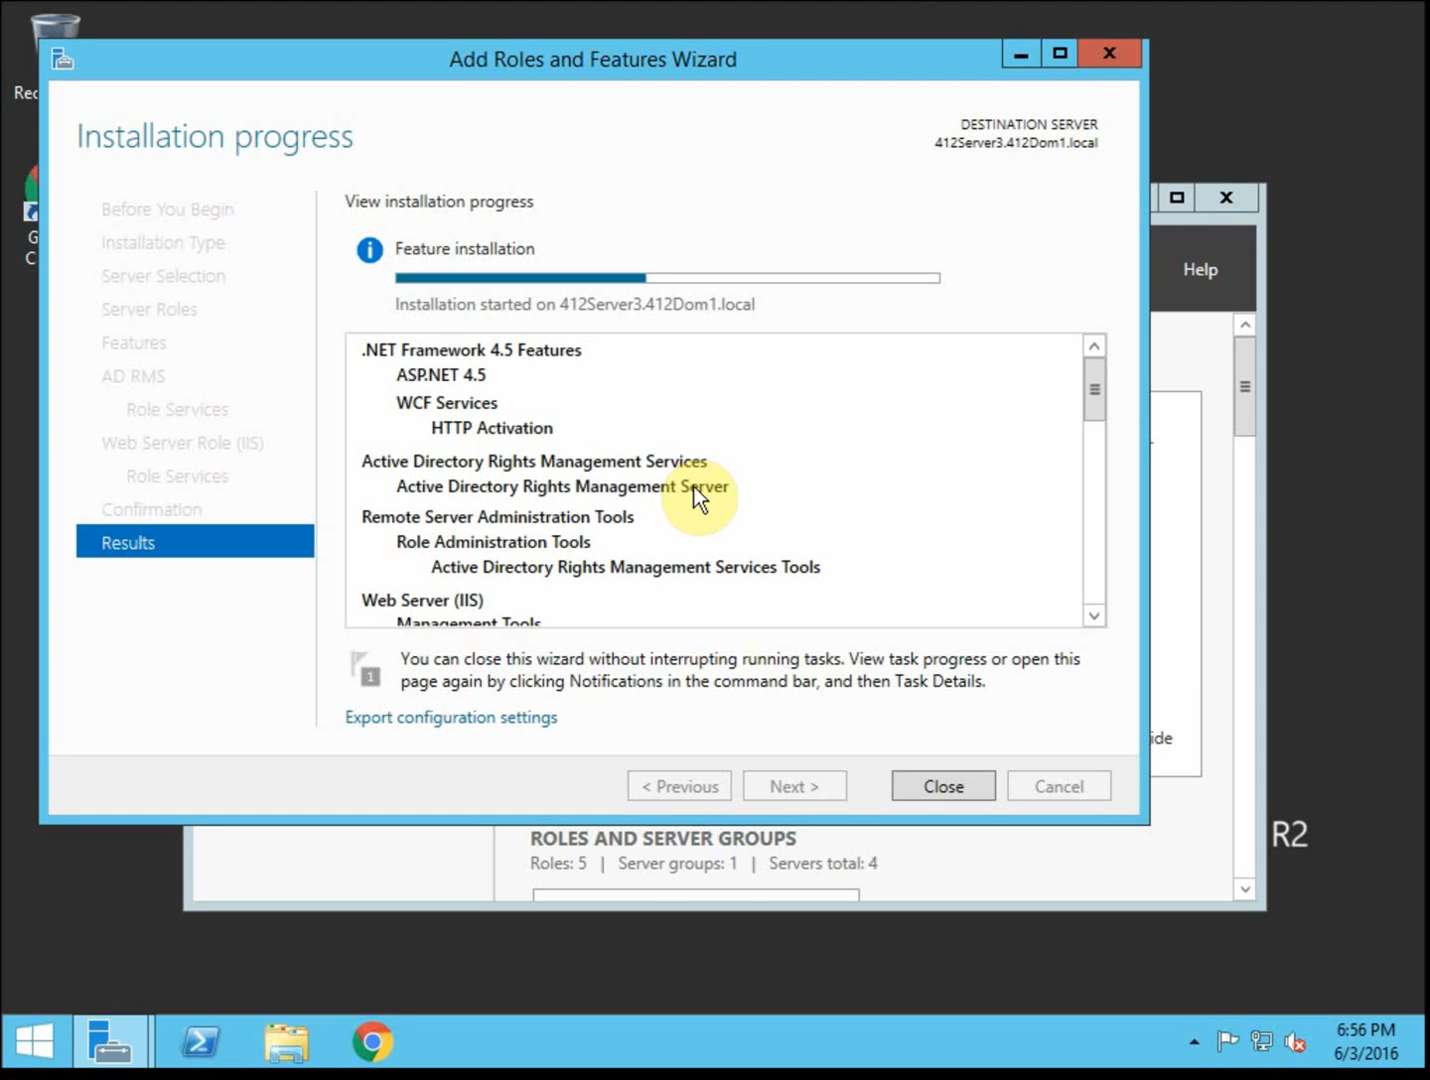 Rec
Add Roles and Features Wizard
Installation progress
DESTINATION SERVER
412Server3.412Dom1.local
Before You Begin
Installation Type
Server Selection
Server Roles
Features
AD RMS
Role Services
Web Server Role (IIS)
Role Services
Confirmation
Results
View installation progress
Feature installation
Installation started on 412Server3.412Dom1.local
.NET Framework 4.5 Features
ASP.NET 4.5
WCF Services
HTTP Activation
Active Directory Rights Management Services
Active Directory Rights Management Server
Remote Server Administration Tools
Role Administration Tools
Active Directory Rights Management Services Tools
Web Server (IIS)
Management Tools
1
You can close this wizard without interrupting running tasks. View task progress or open this
page again by clicking Notifications in the command bar, and then Task Details.
Export configuration settings
< Previous
Next >
Close
Cancel
G
C
Help
ide
ROLES AND SERVER GROUPS
Roles: 5 | Server groups: 1 | Servers total: 4
R2
6:56 PM
6/3/2016